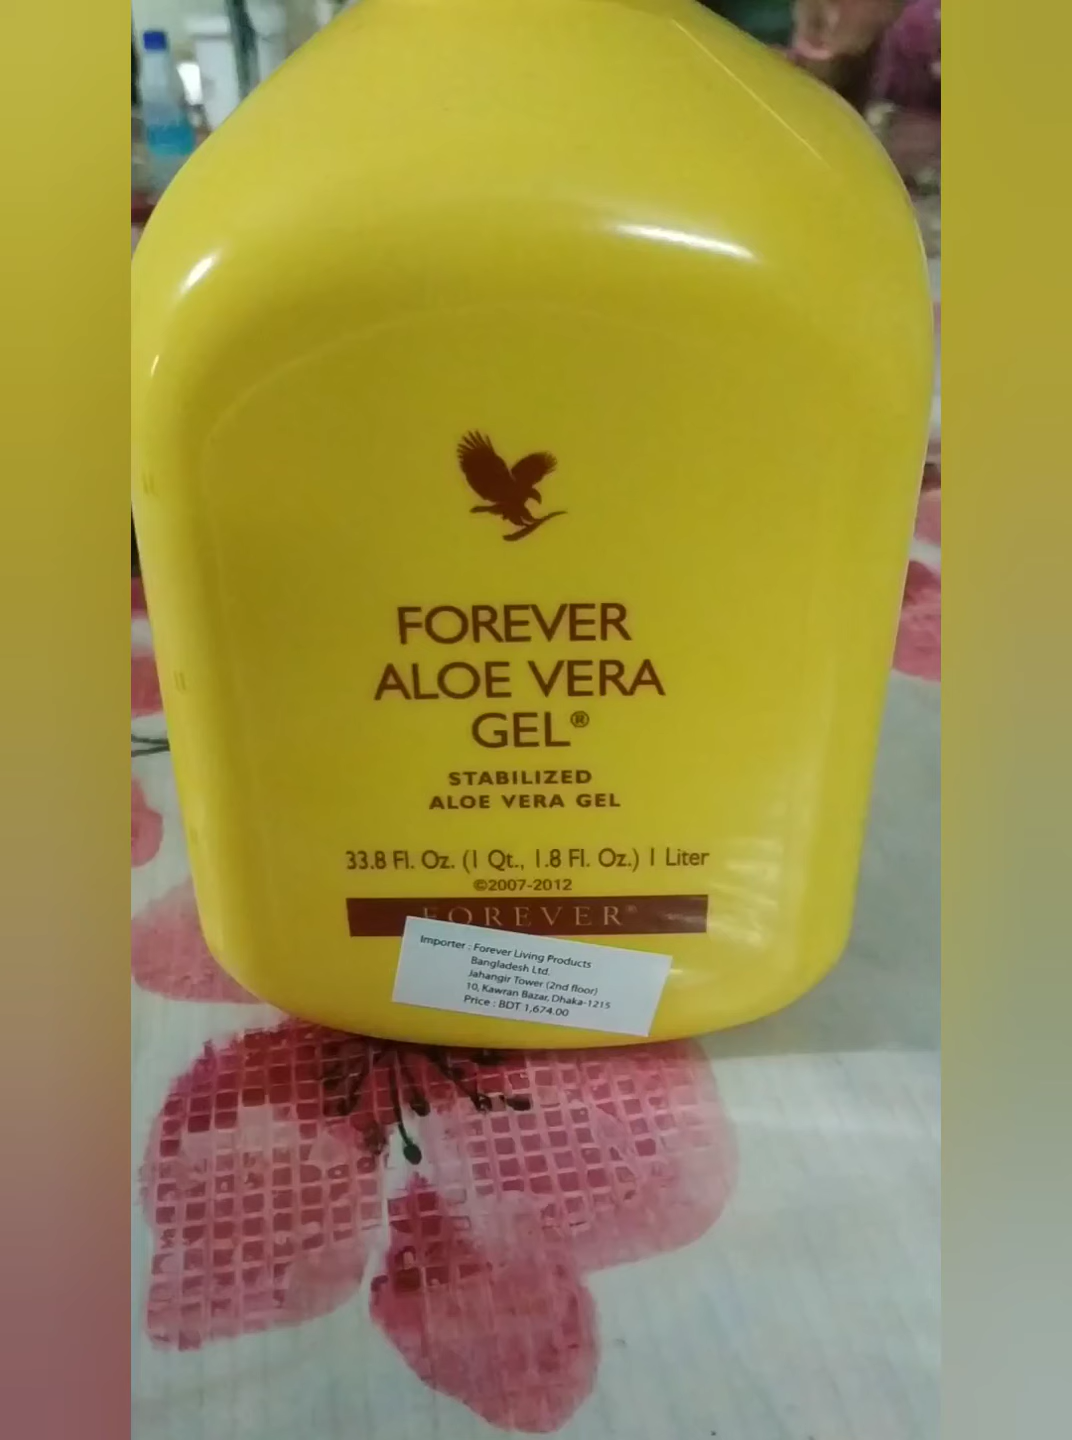 FOREVER
ALOE VERA
GEL®
STABILIZED
ALOE VERA GEL
33.8 Fl. Oz. (1 Qt., 1.8 Fl. Oz.) 1 Liter
©2007-2012
FOREVER®
Importer : Forever Living Products
Bangladesh Ltd.
Jahangir Tower (2nd floor)
10, Kawran Bazar, Dhaka-1215
Price : BDT 1,674.00